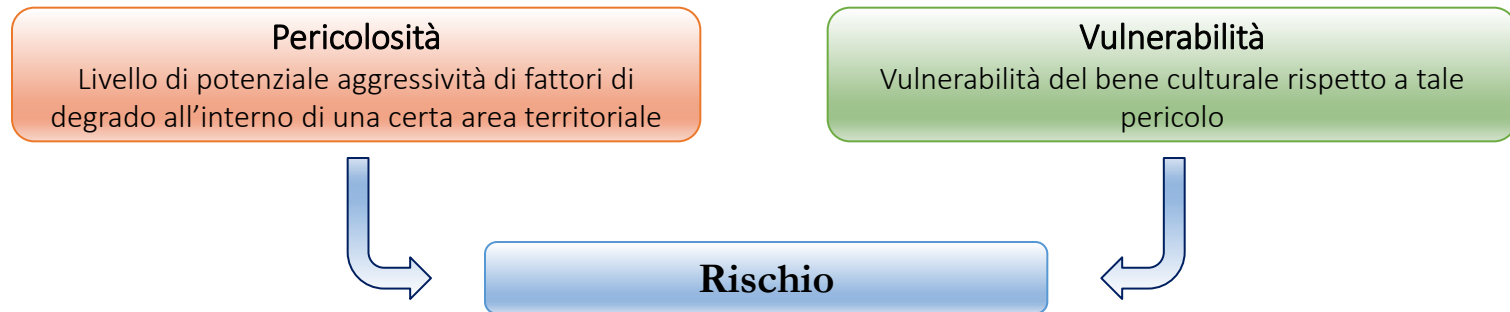 Pericolosità
Livello di potenziale aggressività di fattori di
degrado all’interno di una certa area territoriale
Vulnerabilità
Vulnerabilità del bene culturale rispetto a tale
pericolo
Rischio